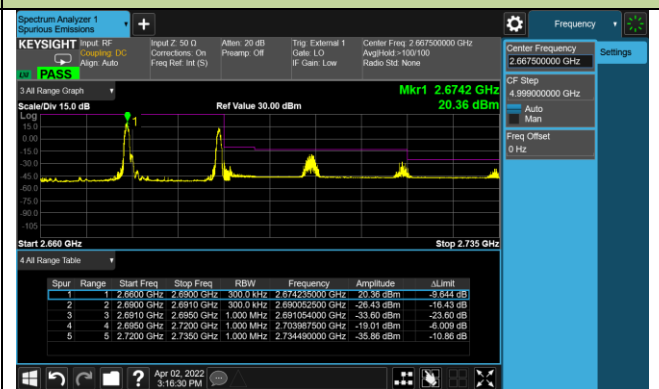 Spectrum Analyzer 1
Spurious Emissions
Frequency
KEYSIGHT
Input: RF
Coupling: DC
Align: Auto
Input Z: 50 Ω
Corrections: On
Freq Ref: Int (S)
Atten: 20 dB
Preamp: Off
Trig: External 1
Gate: LO
IF Gain: Low
Center Freq: 2.667500000 GHz
Avg|Hold:>100/100
Radio Std: None
LXI PASS
Center Frequency
2.667500000 GHz
Settings
CF Step
4.999000000 GHz
Auto
Man
Freq Offset
0 Hz
3 All Range Graph
Mkr1 2.6742 GHz
Scale/Div 15.0 dB
Ref Value 30.00 dBm
20.36 dBm
Log
1
15.0
0.00
-15.0
-30.0
-45.0
-60.0
-75.0
-90.0
-105
Start 2.660 GHz
Stop 2.735 GHz
4 All Range Table
Spur Range Start Freq Stop Freq RBW Frequency Amplitude ΔLimit
1 1 2.6600 GHz 2.6900 GHz 300.0 kHz 2.674235000 GHz 20.36 dBm -9.644 dB
2 2 2.6900 GHz 2.6910 GHz 300.0 kHz 2.690052500 GHz -26.43 dBm -16.43 dB
3 3 2.6910 GHz 2.6950 GHz 1.000 MHz 2.691054000 GHz -33.60 dBm -23.60 dB
4 4 2.6950 GHz 2.7200 GHz 1.000 MHz 2.703987500 GHz -19.01 dBm -6.009 dB
5 5 2.7200 GHz 2.7350 GHz 1.000 MHz 2.734490000 GHz -35.86 dBm -10.86 dB
Apr 02, 2022
3:16:30 PM